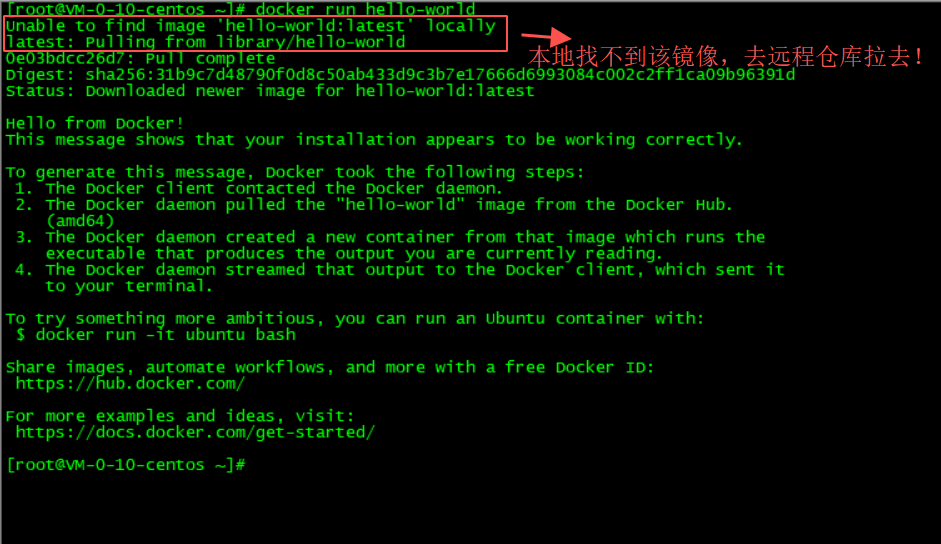 [root@VM-0-10-centos ~]# docker run hello-world
Unable to find image 'hello-world:latest' locally
latest: Pulling from library/hello-world
0e03bdcc26d7: Pull complete
本地找不到该镜像，去远程仓库拉去！
Digest: sha256:31b9c7d48790f0d8c50ab433d9c3b7e17666d6993084c002c2ff1ca09b96391d
Status: Downloaded newer image for hello-world:latest
Hello from Docker!
This message shows that your installation appears to be working correctly.
To generate this message, Docker took the following steps:
1. The Docker client contacted the Docker daemon.
2. The Docker daemon pulled the "hello-world" image from the Docker Hub.
(amd64)
3. The Docker daemon created a new container from that image which runs the
executable that produces the output you are currently reading.
4. The Docker daemon streamed that output to the Docker client, which sent it
to your terminal.
To try something more ambitious, you can run an Ubuntu container with:
$ docker run -it ubuntu bash
Share images, automate workflows, and more with a free Docker ID:
https://hub.docker.com/
For more examples and ideas, visit:
https://docs.docker.com/get-started/
[root@VM-0-10-centos ~]#